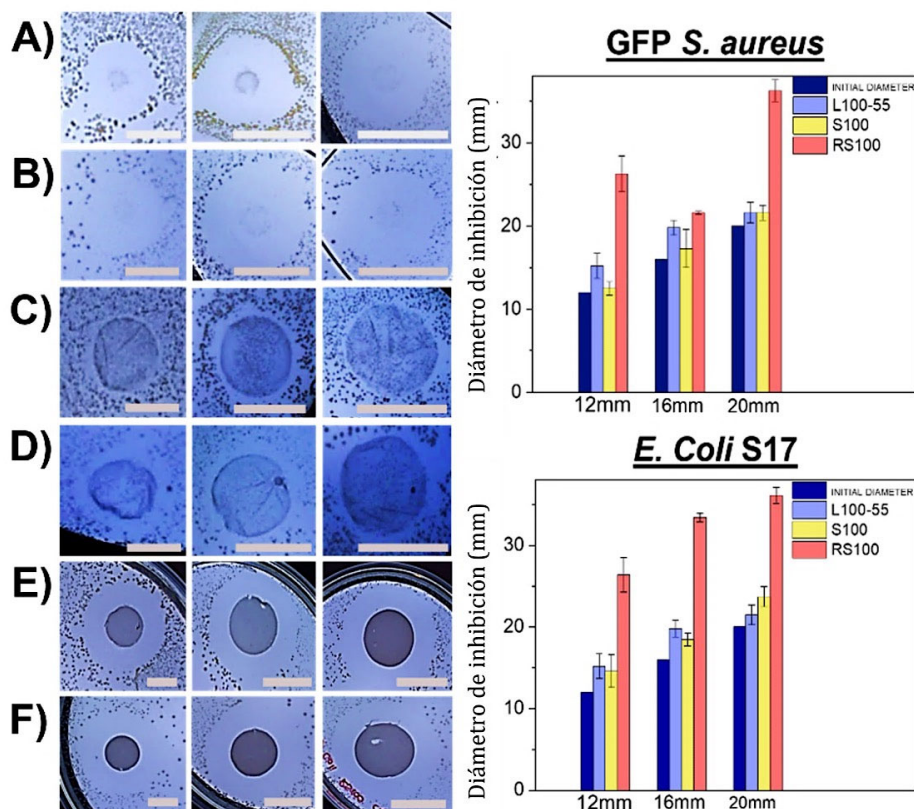 A)
B)
C)
D)
E)
F)
GFP S. aureus
Diámetro de inhibición (mm)
30
20
10
0
INITIAL DIAMETER
L100-55
S100
RS100
12mm
16mm
20mm
E. Coli S17
Diámetro de inhibición (mm)
30
20
10
0
INITIAL DIAMETER
L100-55
S100
RS100
12mm
16mm
20mm